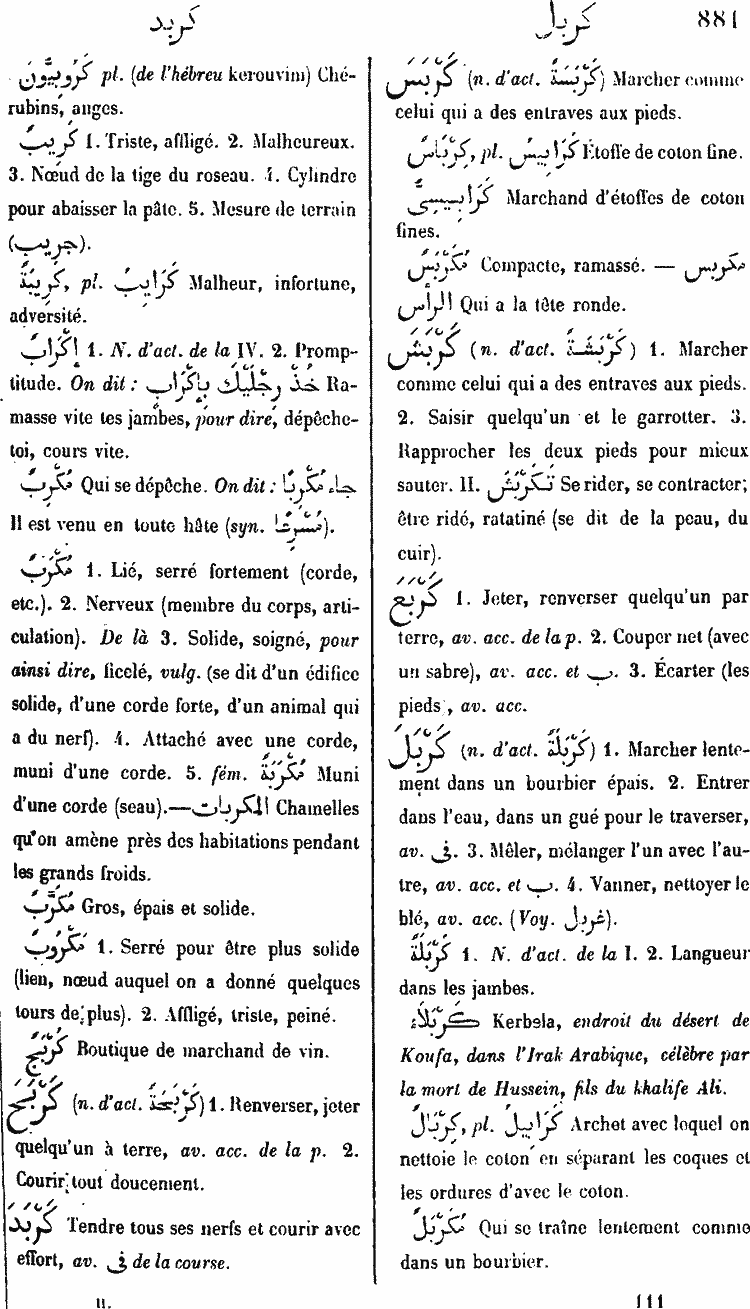 كربد
كربل
881
كَرُوبِيُّونَ pl. (de l'hébreu kerouvim) Ché-
rubins, anges.
كَرِيبٌ 1. Triste, affligé. 2. Malheureux.
3. Nœud de la tige du roseau. 4. Cylindre
pour abaisser la pâte. 5. Mesure de terrain
(جريب).
كَرِيبَةٌ, pl. كَرَايِبُ Malheur, infortune,
adversité.
إِكْرَابٌ 1. N. d'act. de la IV. 2. Promp-
titude. On dit : خُذْ رِجْلَيْكَ بِإِكْرَابٍ Ra-
masse vite tes jambes, pour dire, dépêche-
toi, cours vite.
مُكْرِبٌ Qui se dépêche. On dit : جاء مُكْرِبًا
Il est venu en toute hâte (syn. مُسْرِعًا).
مُكْرَبٌ 1. Lié, serré fortement (corde,
etc.). 2. Nerveux (membre du corps, arti-
culation). De là 3. Solide, soigné, pour
ainsi dire, ficelé, vulg. (se dit d'un édifice
solide, d'une corde forte, d'un animal qui
a du nerf). 4. Attaché avec une corde,
muni d'une corde. 5. fém. مُكْرَبَةٌ Muni
d'une corde (seau).—المكربات Chamelles
qu'on amène près des habitations pendant
les grands froids.
مُكَرَّبٌ Gros, épais et solide.
مَكْرُوبٌ 1. Serré pour être plus solide
(lien, nœud auquel on a donné quelques
tours de plus). 2. Affligé, triste, peiné.
كُرْبَجٌ Boutique de marchand de vin.
كَرْبَحَ (n. d'act. كَرْبَحَةٌ) 1. Renverser, jeter
quelqu'un à terre, av. acc. de la p. 2.
Courir tout doucement.
كَرْبَدَ Tendre tous ses nerfs et courir avec
effort, av. فى de la course.
كَرْبَسَ (n. d'act. كَرْبَسَةٌ) Marcher comme
celui qui a des entraves aux pieds.
كِرْبَاسٌ, pl. كَرَابِيسُ Étoffe de coton fine.
كَرَابِيسِىٌّ Marchand d'étoffes de coton
fines.
مُكَرْبَسٌ Compacte, ramassé. — مكربس
الرأس Qui a la tête ronde.
كَرْبَشَ (n. d'act. كَرْبَشَةٌ) 1. Marcher
comme celui qui a des entraves aux pieds.
2. Saisir quelqu'un et le garrotter. 3.
Rapprocher les deux pieds pour mieux
sauter. II. تَكَرْبَشَ Se rider, se contracter;
être ridé, ratatiné (se dit de la peau, du
cuir).
كَرْبَعَ 1. Jeter, renverser quelqu'un par
terre, av. acc. de la p. 2. Couper net (avec
un sabre), av. acc. et ب. 3. Écarter (les
pieds, av. acc.
كَرْبَلَ (n. d'act. كَرْبَلَةٌ) 1. Marcher lente-
ment dans un bourbier épais. 2. Entrer
dans l'eau, dans un gué pour le traverser,
av. فى. 3. Mêler, mélanger l'un avec l'au-
tre, av. acc. et ب. 4. Vanner, nettoyer le
blé, av. acc. (Voy. غربل).
كَرْبَلَةٌ 1. N. d'act. de la I. 2. Langueur
dans les jambes.
كَرْبَلَاءُ Kerbela, endroit du désert de
Koufa, dans l'Irak Arabique, célèbre par
la mort de Hussein, fils du khalife Ali.
كِرْبَالٌ, pl. كَرَابِيلُ Archet avec lequel on
nettoie le coton en séparant les coques et
les ordures d'avec le coton.
مُكَرْبِلٌ Qui se traîne lentement comme
dans un bourbier.
II.
111